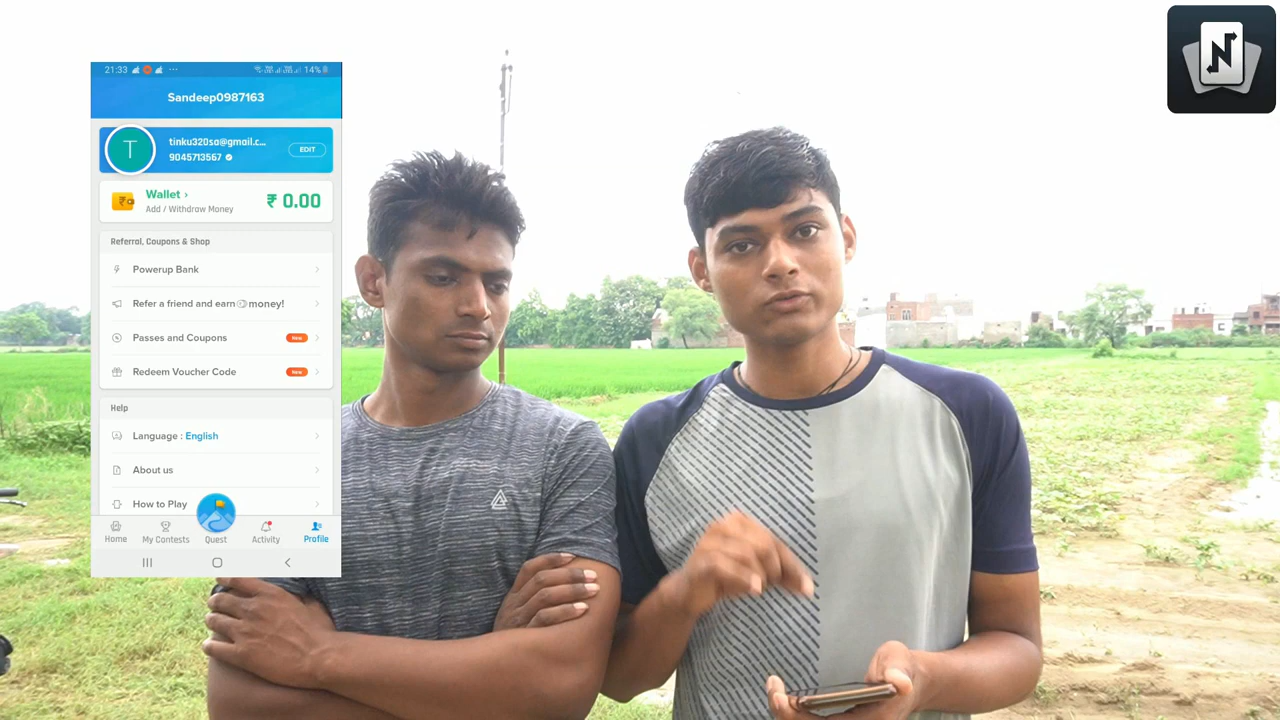 21:33
14%
Sandeep0987163
T
tinku320sa@gmail.c...
9045713567
EDIT
Wallet
₹ 0.00
Add / Withdraw Money
Referral, Coupons & Shop
Powerup Bank
Refer a friend and earn money!
Passes and Coupons
New
Redeem Voucher Code
New
Help
Language : English
About us
How to Play
Home
My Contests
Quest
Activity
Profile
N